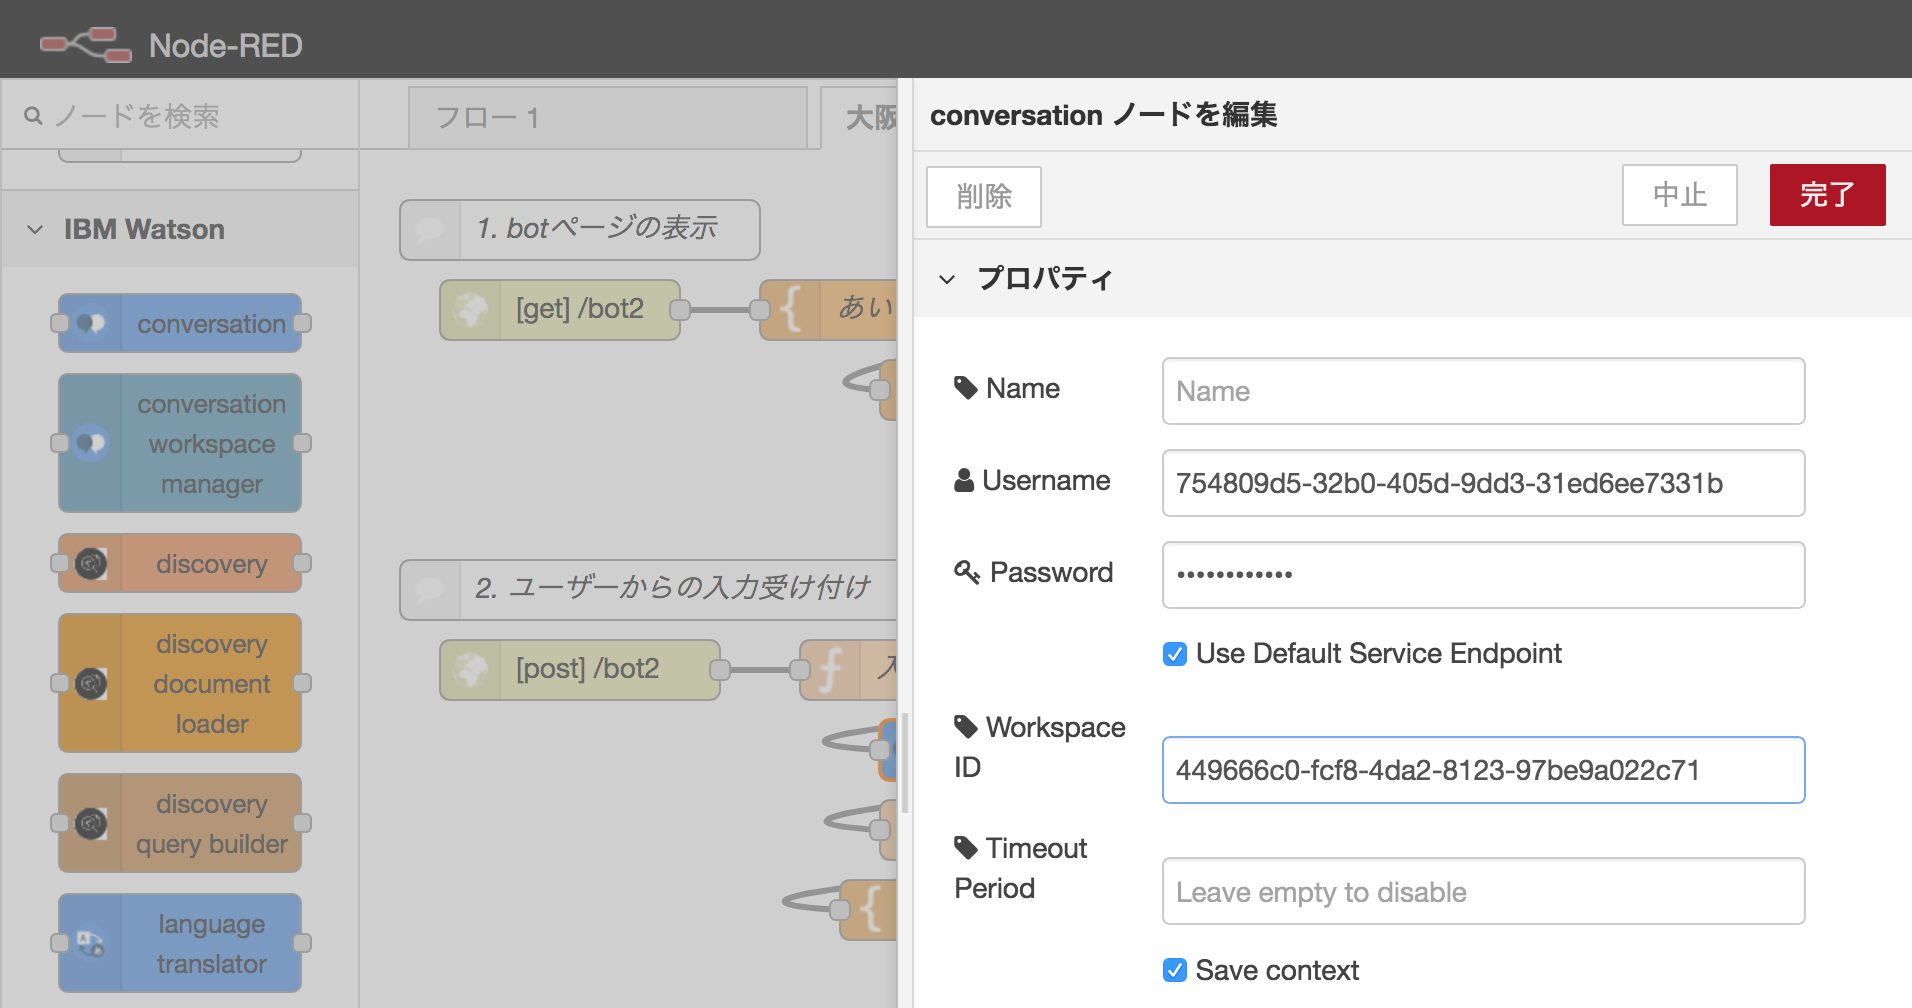 Node-RED
ノードを検索
IBM Watson
conversation
conversation
workspace
manager
discovery
discovery
document
loader
discovery
query builder
language
translator
フロー 1
大阪
1. botページの表示
[get] /bot2
あい
2. ユーザーからの入力受け付け
[post] /bot2
入
conversation ノードを編集
削除
中止
完了
プロパティ
Name
Name
Username
754809d5-32b0-405d-9dd3-31ed6ee7331b
Password
••••••••••••
Use Default Service Endpoint
Workspace
ID
449666c0-fcf8-4da2-8123-97be9a022c71
Timeout
Period
Leave empty to disable
Save context